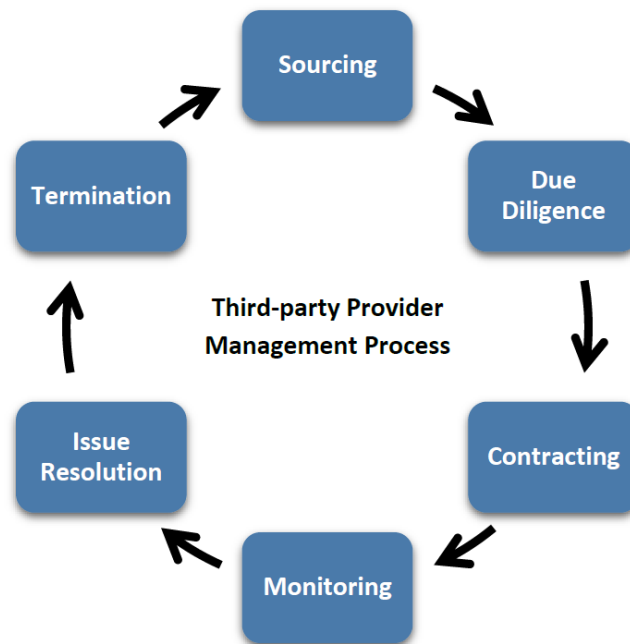 Sourcing
Due
Diligence
Contracting
Monitoring
Issue
Resolution
Termination
Third-party Provider
Management Process